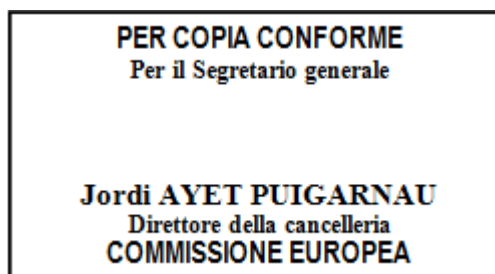 PER COPIA CONFORME
Per il Segretario generale
Jordi AYET PUIGARNAU
Direttore della cancelleria
COMMISSIONE EUROPEA